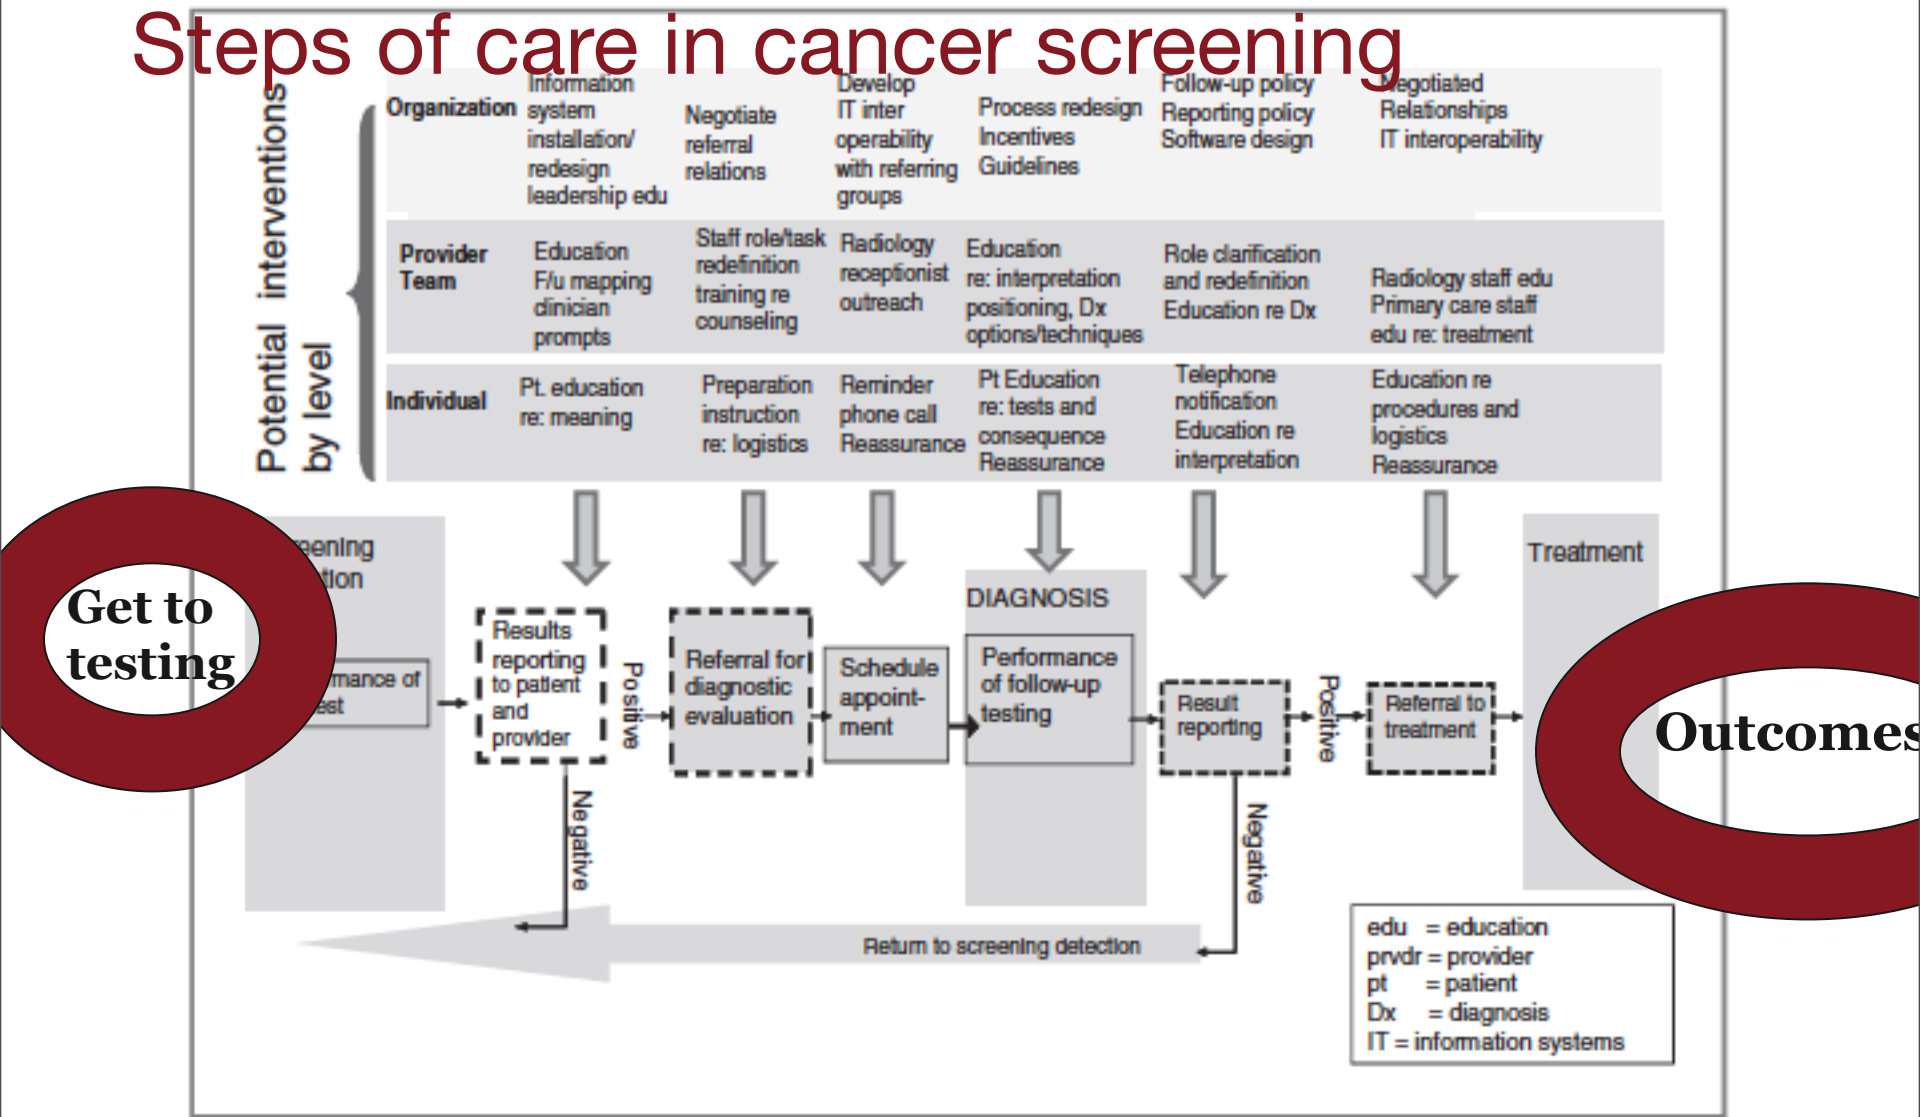 Steps of care in cancer screening
Potential interventions
by level
Organization
Information
system
installation/
redesign
leadership edu
Negotiate
referral
relations
Develop
IT inter
operability
with referring
groups
Process redesign
Incentives
Guidelines
Follow-up policy
Reporting policy
Software design
Negotiated
Relationships
IT interoperability
Provider
Team
Education
F/u mapping
clinician
prompts
Staff role/task
redefinition
training re
counseling
Radiology
receptionist
outreach
Education
re: interpretation
positioning, Dx
options/techniques
Role clarification
and redefinition
Education re Dx
Radiology staff edu
Primary care staff
edu re: treatment
Individual
Pt. education
re: meaning
Preparation
instruction
re: logistics
Reminder
phone call
Reassurance
Pt Education
re: tests and
consequence
Reassurance
Telephone
notification
Education re
interpretation
Education re
procedures and
logistics
Reassurance
Get to
testing
of
Results
reporting
to patient
and
provider
Positive
Negative
Referral for
diagnostic
evaluation
Schedule
appoint-
ment
DIAGNOSIS
Performance
of follow-up
testing
Result
reporting
Positive
Negative
Referral to
treatment
Treatment
Outcomes
Return to screening detection
edu = education
prvdr = provider
pt = patient
Dx = diagnosis
IT = information systems